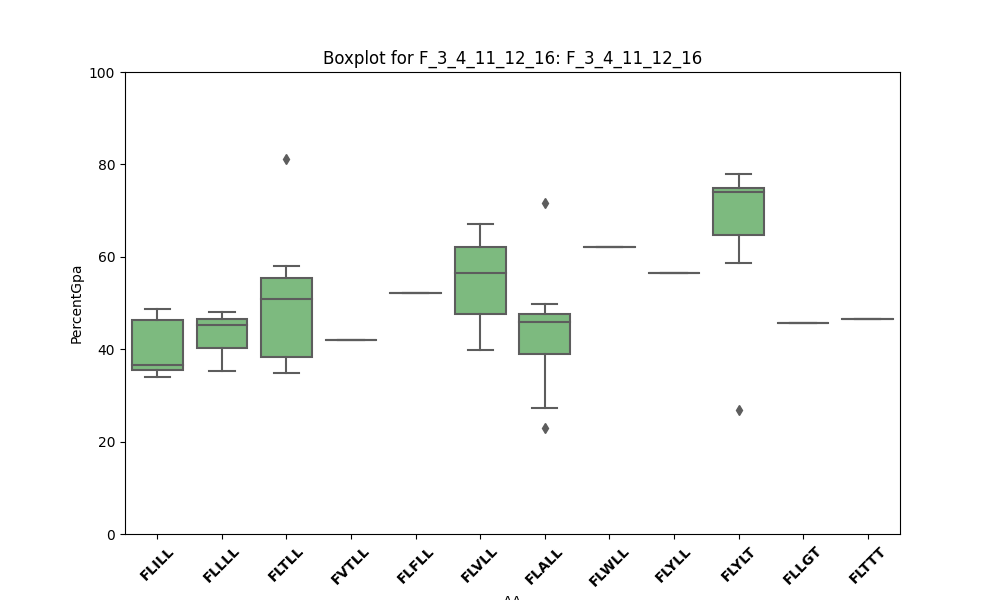 Boxplot for F_3_4_11_12_16: F_3_4_11_12_16
100
80
60
40
20
0
PercentGpa
FLILL
FLLLL
FLTLL
FVTLL
FLFLL
FLVLL
FLALL
FLWLL
FLYLL
FLYLT
FLLGT
FLTTT
AA